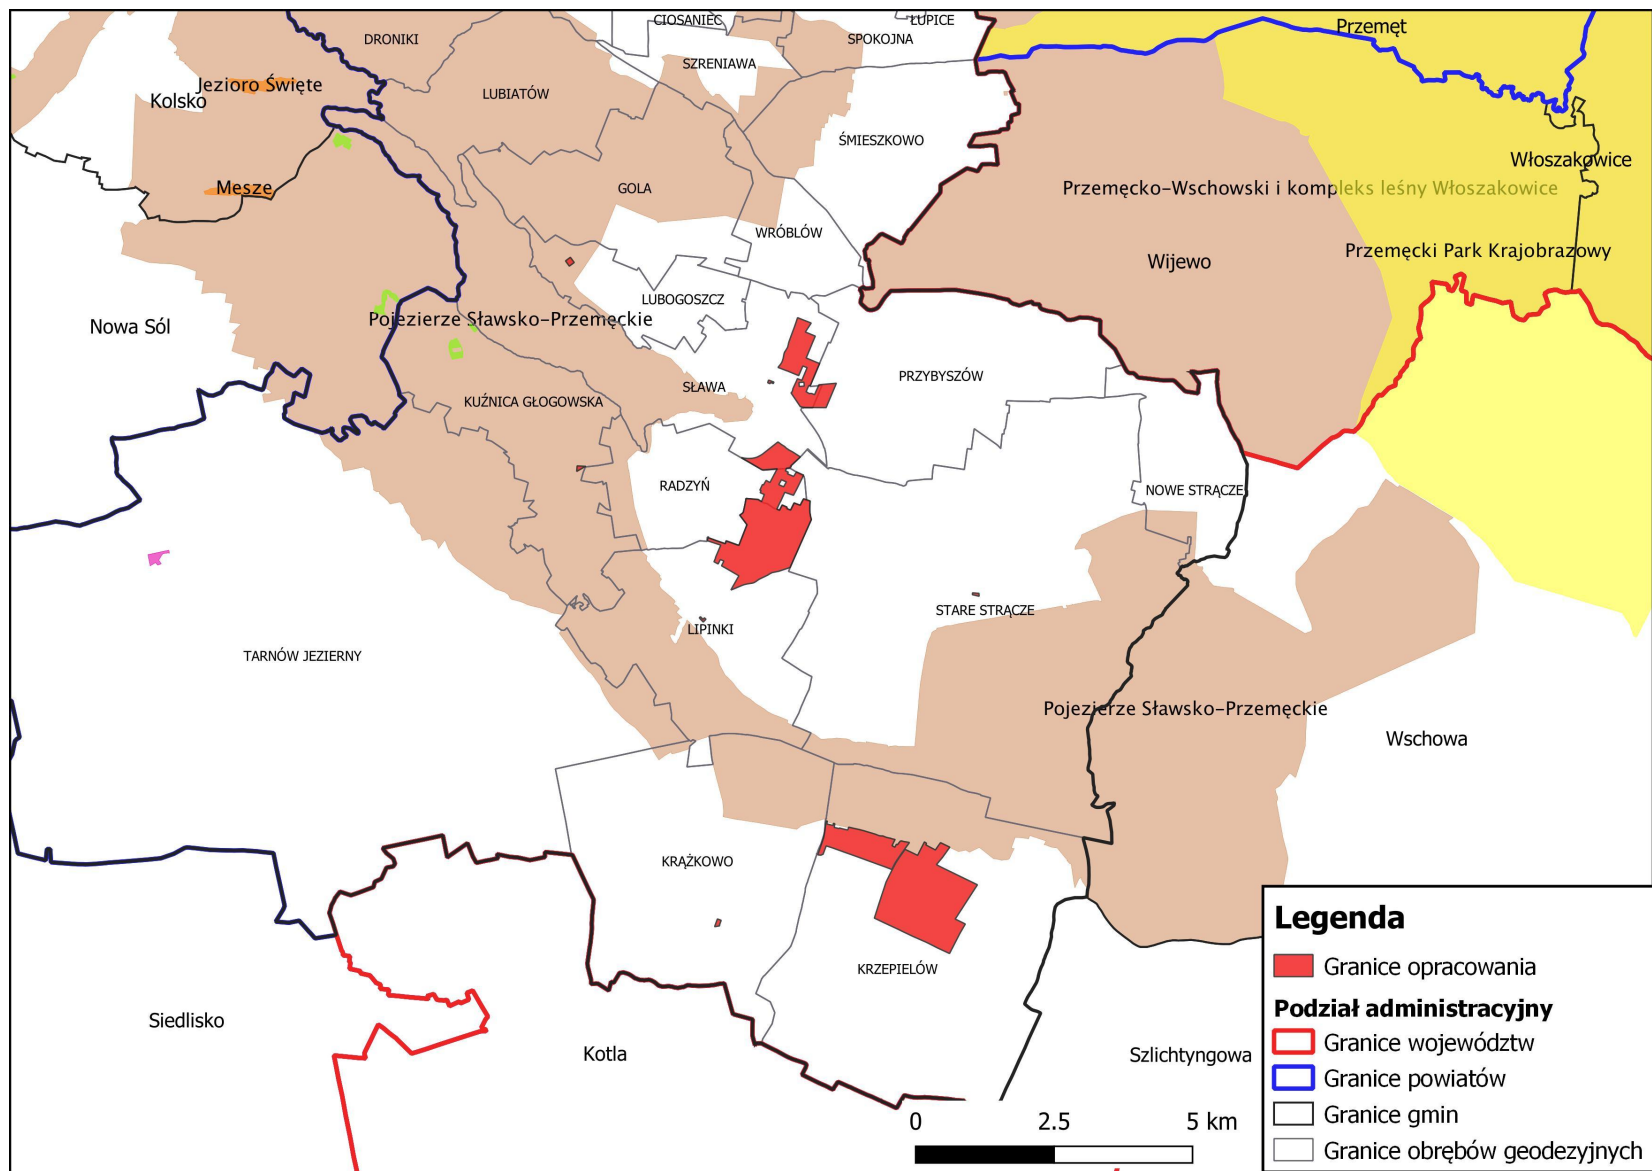 CIOSANIEC
ŁUPICE
Przemęt
DRONIKI
SPOKOJNA
SZRENIAWA
Jezioro Święte
Kolsko
LUBIATÓW
ŚMIESZKOWO
Włoszakowice
Mesze
GOLA
Przemęcko-Wschowski i kompleks leśny Włoszakowice
WRÓBLÓW
Przemęcki Park Krajobrazowy
Wijewo
LUBOGOSZCZ
Nowa Sól
Pojezierze Sławsko-Przemęckie
SŁAWA
PRZYBYSZÓW
KUŹNICA GŁOGOWSKA
RADZYŃ
NOWE STRĄCZE
STARE STRĄCZE
LIPINKI
TARNÓW JEZIERNY
Pojezierze Sławsko-Przemęckie
Wschowa
KRĄŻKOWO
KRZEPIELÓW
Siedlisko
Kotla
Szlichtyngowa
0 2.5 5 km
Legenda
Granice opracowania
Podział administracyjny
Granice województw
Granice powiatów
Granice gmin
Granice obrębów geodezyjnych